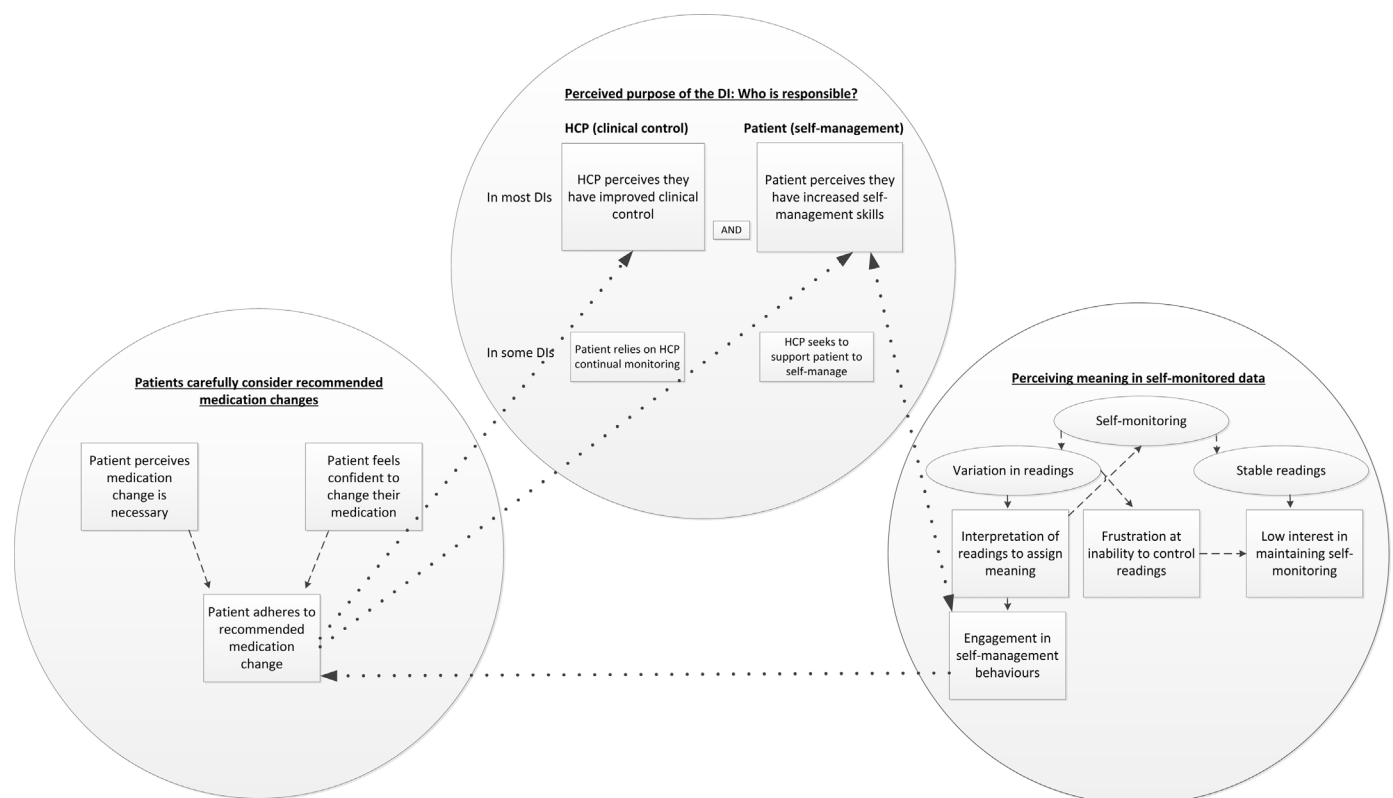 Perceived purpose of the DI: Who is responsible?
HCP (clinical control)
Patient (self-management)
In most DIs
HCP perceives they
have improved clinical
control
AND
Patient perceives they
have increased self-
management skills
In some DIs
Patient relies on HCP
continual monitoring
HCP seeks to
support patient to
self-manage
Patients carefully consider recommended
medication changes
Patient perceives
medication
change is
necessary
Patient feels
confident to
change their
medication
Patient adheres to
recommended
medication
change
Perceiving meaning in self-monitored data
Self-monitoring
Variation in readings
Stable readings
Interpretation of
readings to assign
meaning
Frustration at
inability to control
readings
Low interest in
maintaining self-
monitoring
Engagement in
self-management
behaviours